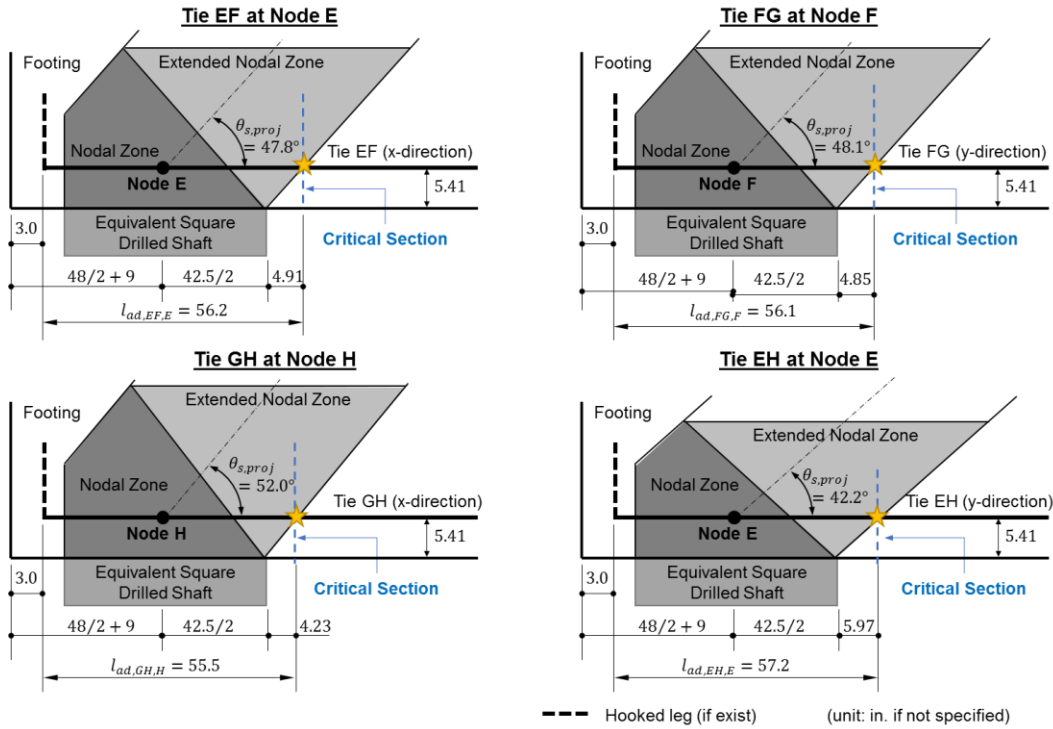 Tie EF at Node E
Footing
Extended Nodal Zone
θs,proj
= 47.8°
Nodal Zone
Tie EF (x-direction)
Node E
5.41
3.0
Equivalent Square
Drilled Shaft
Critical Section
48/2 + 9
42.5/2
4.91
lad,EF,E = 56.2
Tie FG at Node F
Footing
Extended Nodal Zone
θs,proj
= 48.1°
Nodal Zone
Tie FG (y-direction)
Node F
5.41
3.0
Equivalent Square
Drilled Shaft
Critical Section
48/2 + 9
42.5/2
4.85
lad,FG,F = 56.1
Tie GH at Node H
Footing
Extended Nodal Zone
θs,proj
= 52.0°
Nodal Zone
Tie GH (x-direction)
Node H
5.41
3.0
Equivalent Square
Drilled Shaft
Critical Section
48/2 + 9
42.5/2
4.23
lad,GH,H = 55.5
Tie EH at Node E
Footing
Extended Nodal Zone
θs,proj
= 42.2°
Nodal Zone
Tie EH (y-direction)
Node E
5.41
3.0
Equivalent Square
Drilled Shaft
Critical Section
48/2 + 9
42.5/2
5.97
lad,EH,E = 57.2
Hooked leg (if exist)
(unit: in. if not specified)